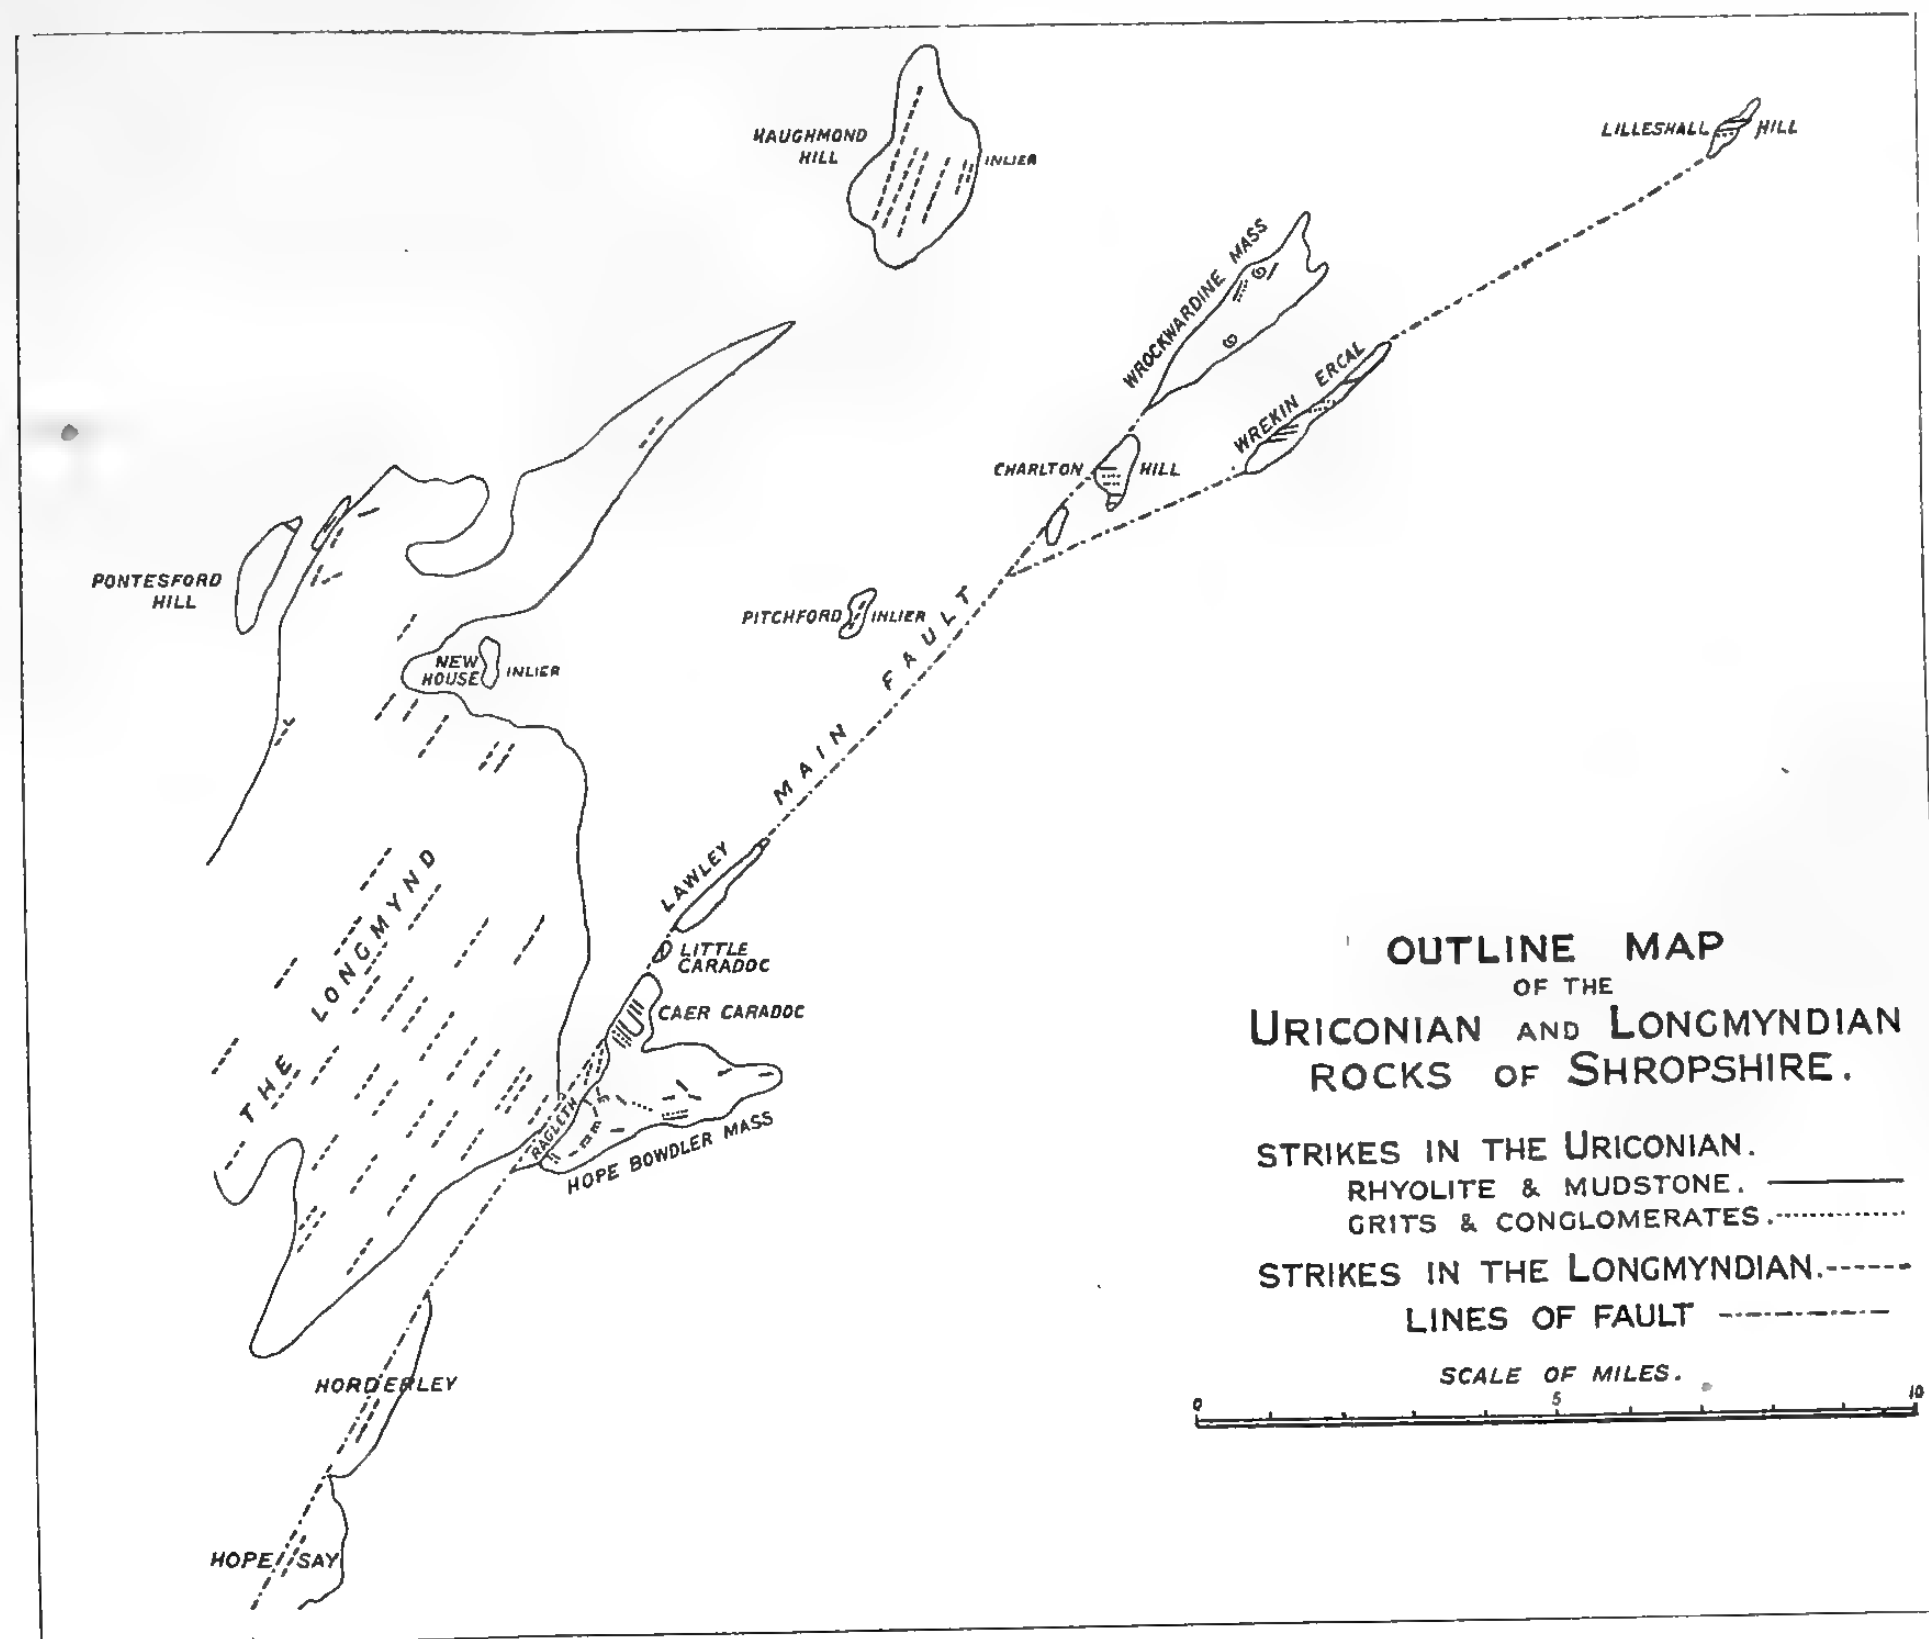 HAUGHMOND
HILL
INLIER
LILLESHALL HILL
WROCKWARDINE MASS
WREKIN ERCAL
CHARLTON HILL
PONTESFORD
HILL
PITCHFORD INLIER
NEW
HOUSE INLIER
MAIN FAULT
LAWLEY
THE LONGMYND
LITTLE
CARADOC
CAER CARADOC
RAGLETH
HOPE BOWDLER MASS
HORDERLEY
HOPE SAY
OUTLINE MAP
OF THE
URICONIAN AND LONGMYNDIAN
ROCKS OF SHROPSHIRE.
STRIKES IN THE URICONIAN.
RHYOLITE & MUDSTONE.
GRITS & CONGLOMERATES.
STRIKES IN THE LONGMYNDIAN.
LINES OF FAULT
SCALE OF MILES.
0 5 10